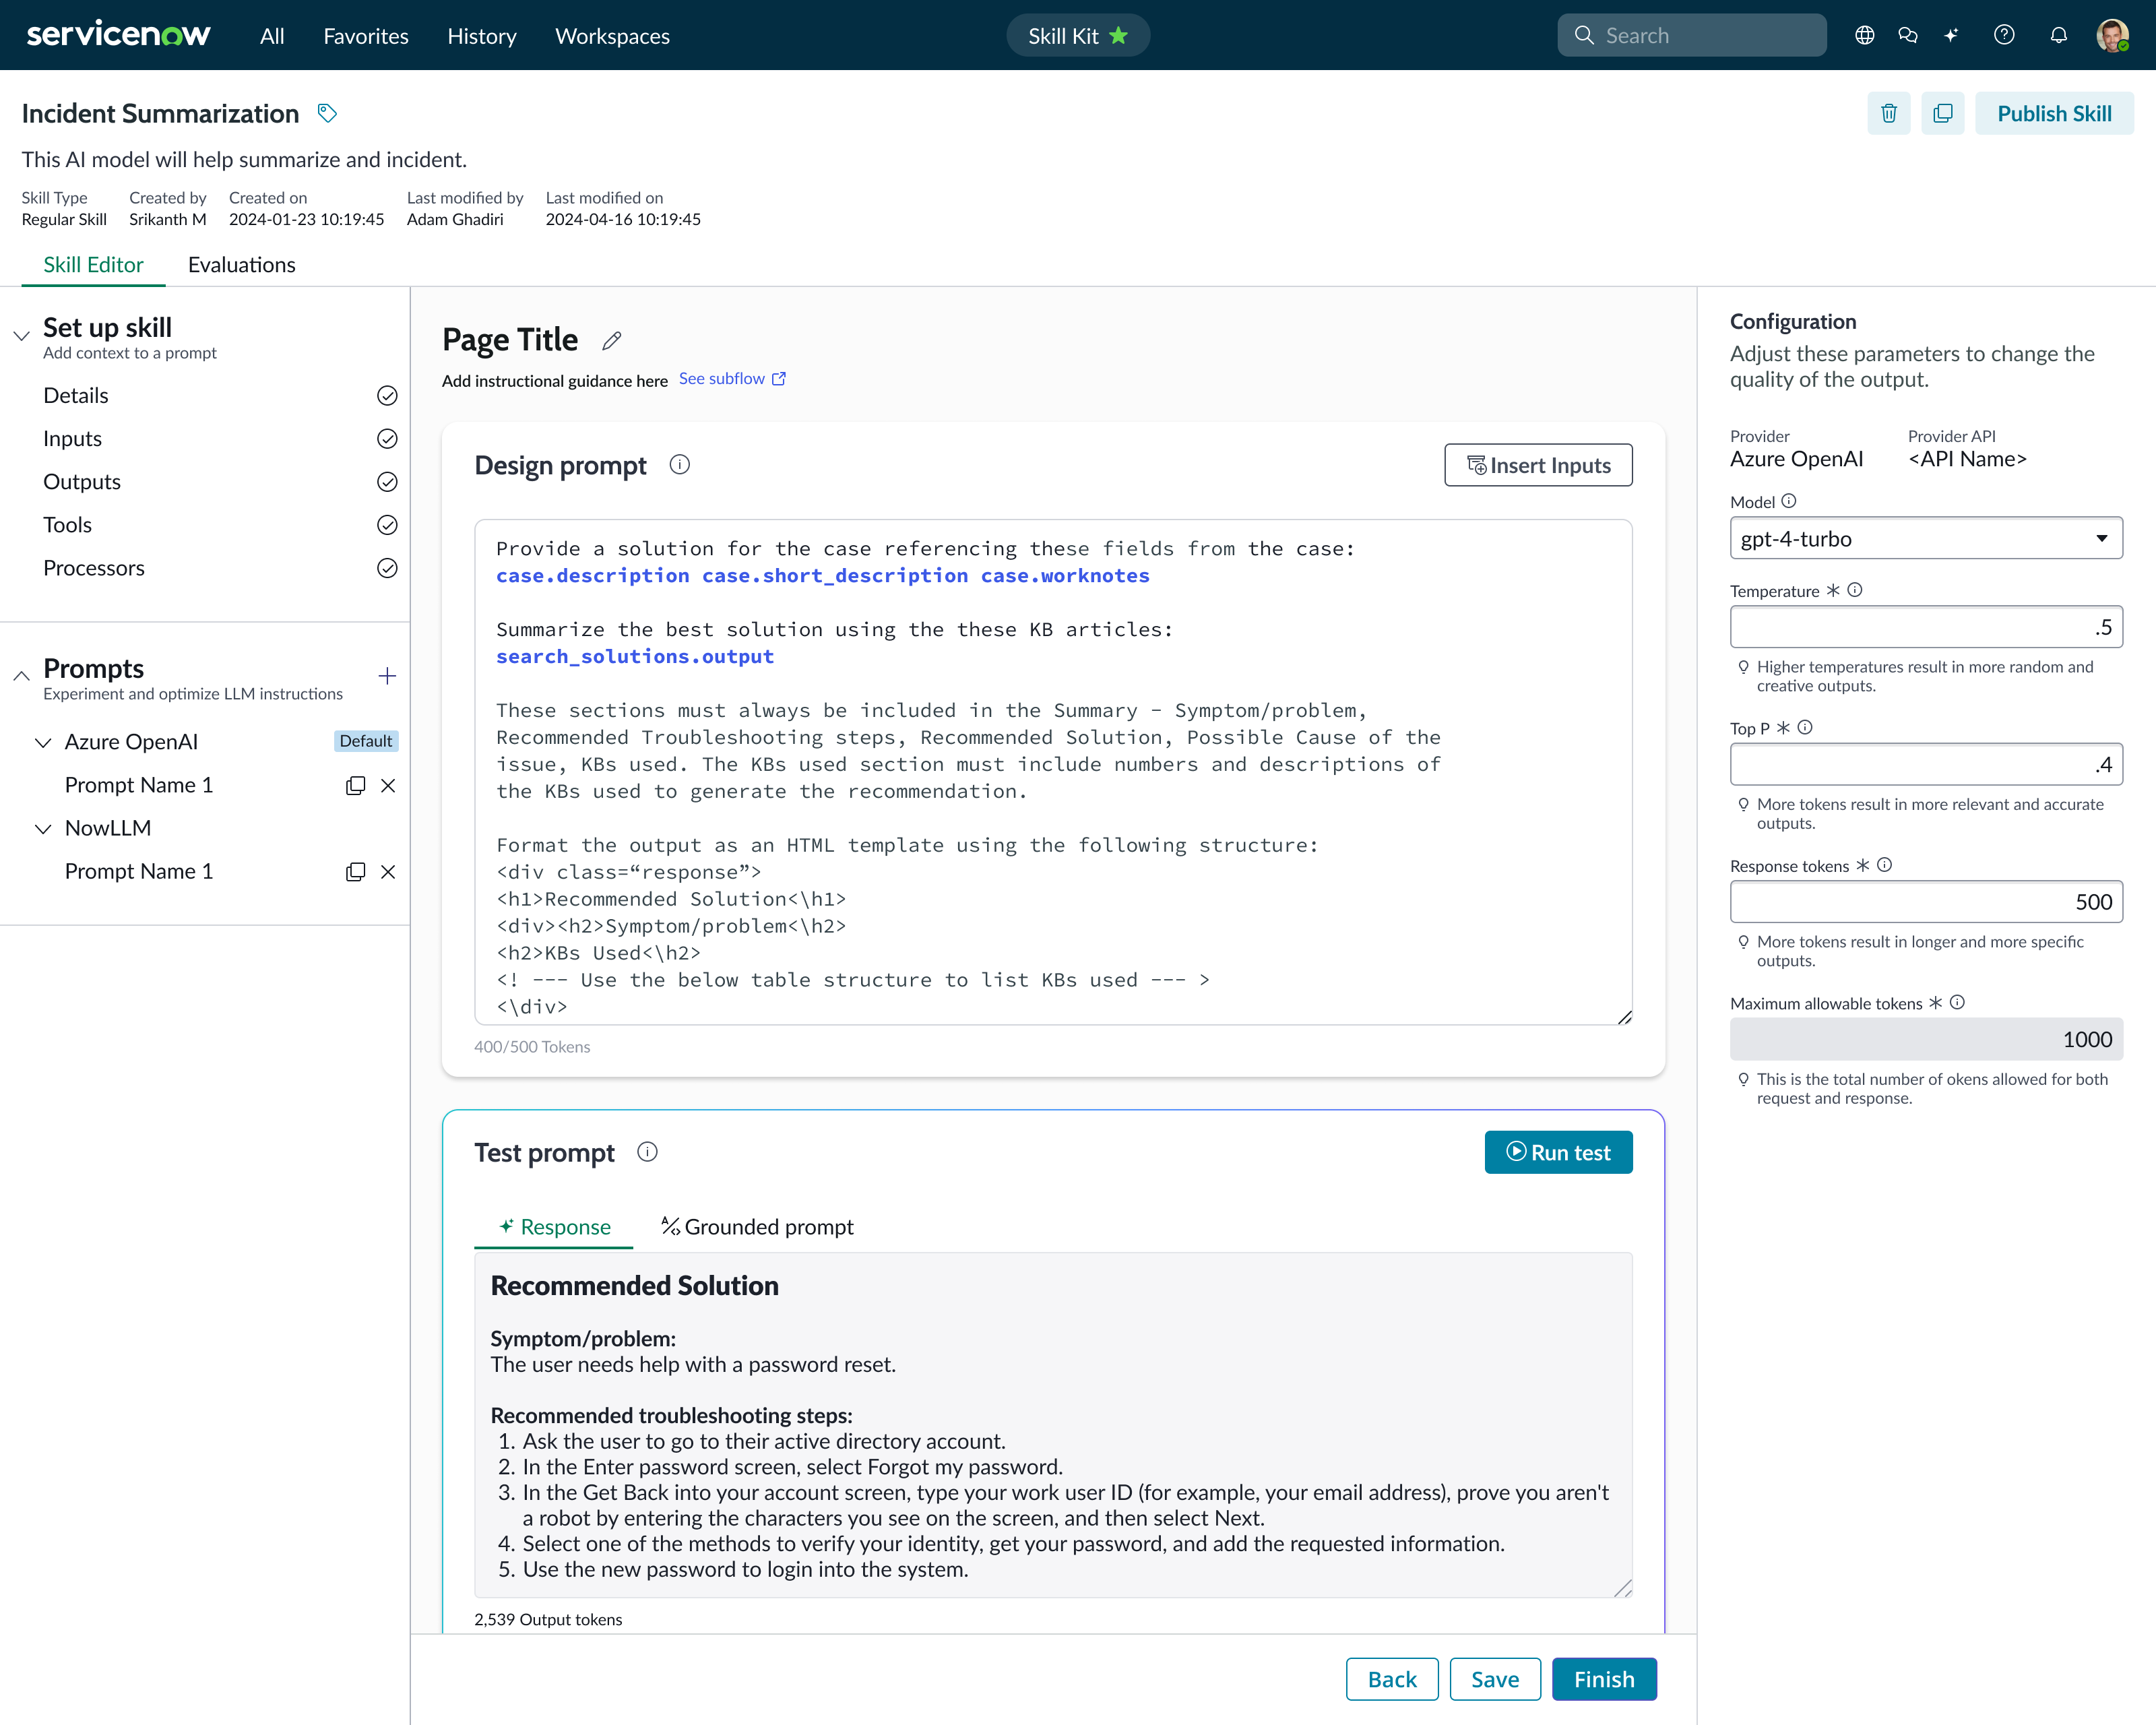 servicenow
All
Favorites
History
Workspaces
Skill Kit
Search
Incident Summarization
Publish Skill
This AI model will help summarize and incident.
Skill Type
Regular Skill
Created by
Srikanth M
Created on
2024-01-23 10:19:45
Last modified by
Adam Ghadiri
Last modified on
2024-04-16 10:19:45
Skill Editor
Evaluations
Set up skill
Add context to a prompt
Details
Inputs
Outputs
Tools
Processors
Prompts
Experiment and optimize LLM instructions
Azure OpenAI
Default
Prompt Name 1
NowLLM
Prompt Name 1
Page Title
Add instructional guidance here
See subflow
Design prompt
Insert Inputs
Provide a solution for the case referencing these fields from the case:
case.description case.short_description case.worknotes
Summarize the best solution using the these KB articles:
search_solutions.output
These sections must always be included in the Summary - Symptom/problem,
Recommended Troubleshooting steps, Recommended Solution, Possible Cause of the
issue, KBs used. The KBs used section must include numbers and descriptions of
the KBs used to generate the recommendation.
Format the output as an HTML template using the following structure:
<div class=“response”>
<h1>Recommended Solution<\h1>
<div><h2>Symptom/problem<\h2>
<h2>KBs Used<\h2>
<! --- Use the below table structure to list KBs used --- >
<\div>
400/500 Tokens
Test prompt
Run test
Response
Grounded prompt
Recommended Solution
Symptom/problem:
The user needs help with a password reset.
Recommended troubleshooting steps:
1. Ask the user to go to their active directory account.
2. In the Enter password screen, select Forgot my password.
3. In the Get Back into your account screen, type your work user ID (for example, your email address), prove you aren't
a robot by entering the characters you see on the screen, and then select Next.
4. Select one of the methods to verify your identity, get your password, and add the requested information.
5. Use the new password to login into the system.
2,539 Output tokens
Back
Save
Finish
Configuration
Adjust these parameters to change the
quality of the output.
Provider
Azure OpenAI
Provider API
<API Name>
Model
gpt-4-turbo
Temperature
.5
Higher temperatures result in more random and
creative outputs.
Top P
.4
More tokens result in more relevant and accurate
outputs.
Response tokens
500
More tokens result in longer and more specific
outputs.
Maximum allowable tokens
1000
This is the total number of okens allowed for both
request and response.